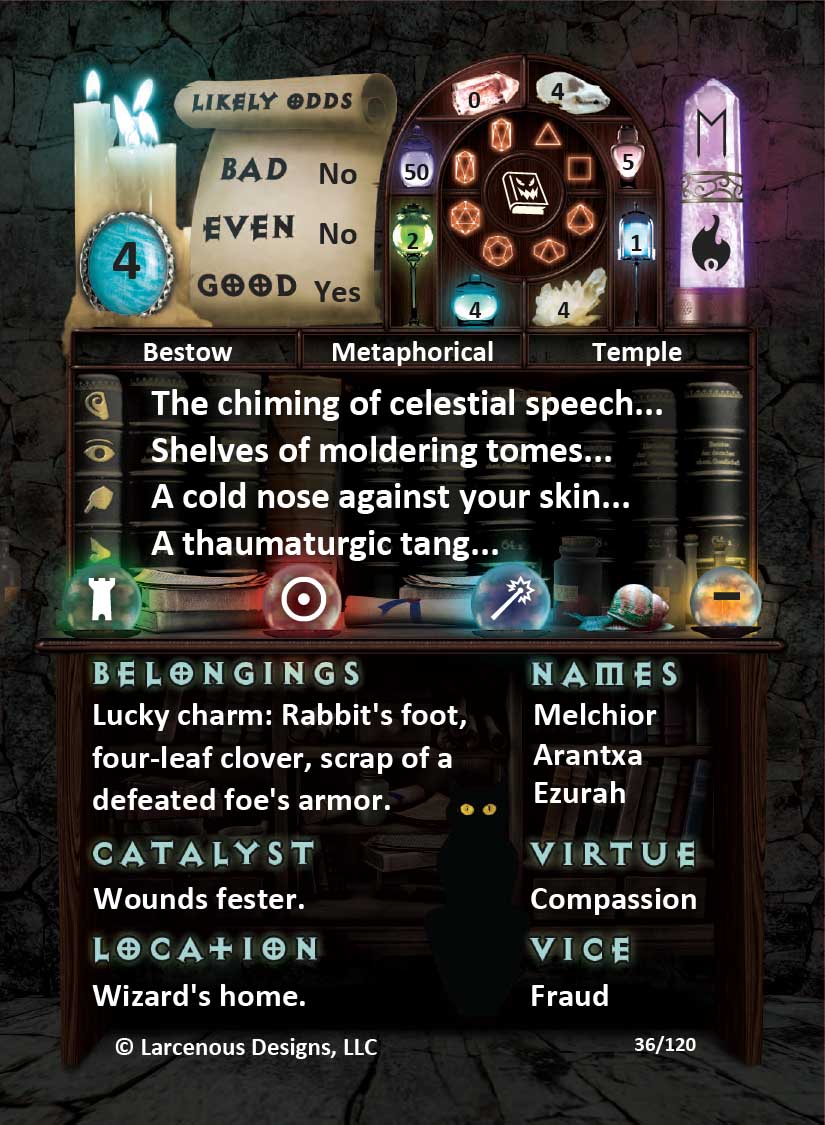 LIKELY ODDS
BAD No
EVEN No
GOOD Yes
4
0
4
50
5
2
1
4
4
Bestow Metaphorical Temple
The chiming of celestial speech...
Shelves of moldering tomes...
A cold nose against your skin...
A thaumaturgic tang...
BELONGINGS
Lucky charm: Rabbit's foot,
four-leaf clover, scrap of a
defeated foe's armor.
NAMES
Melchior
Arantxa
Ezurah
CATALYST
Wounds fester.
VIRTUE
Compassion
LOCATION
Wizard's home.
VICE
Fraud
© Larcenous Designs, LLC
36/120